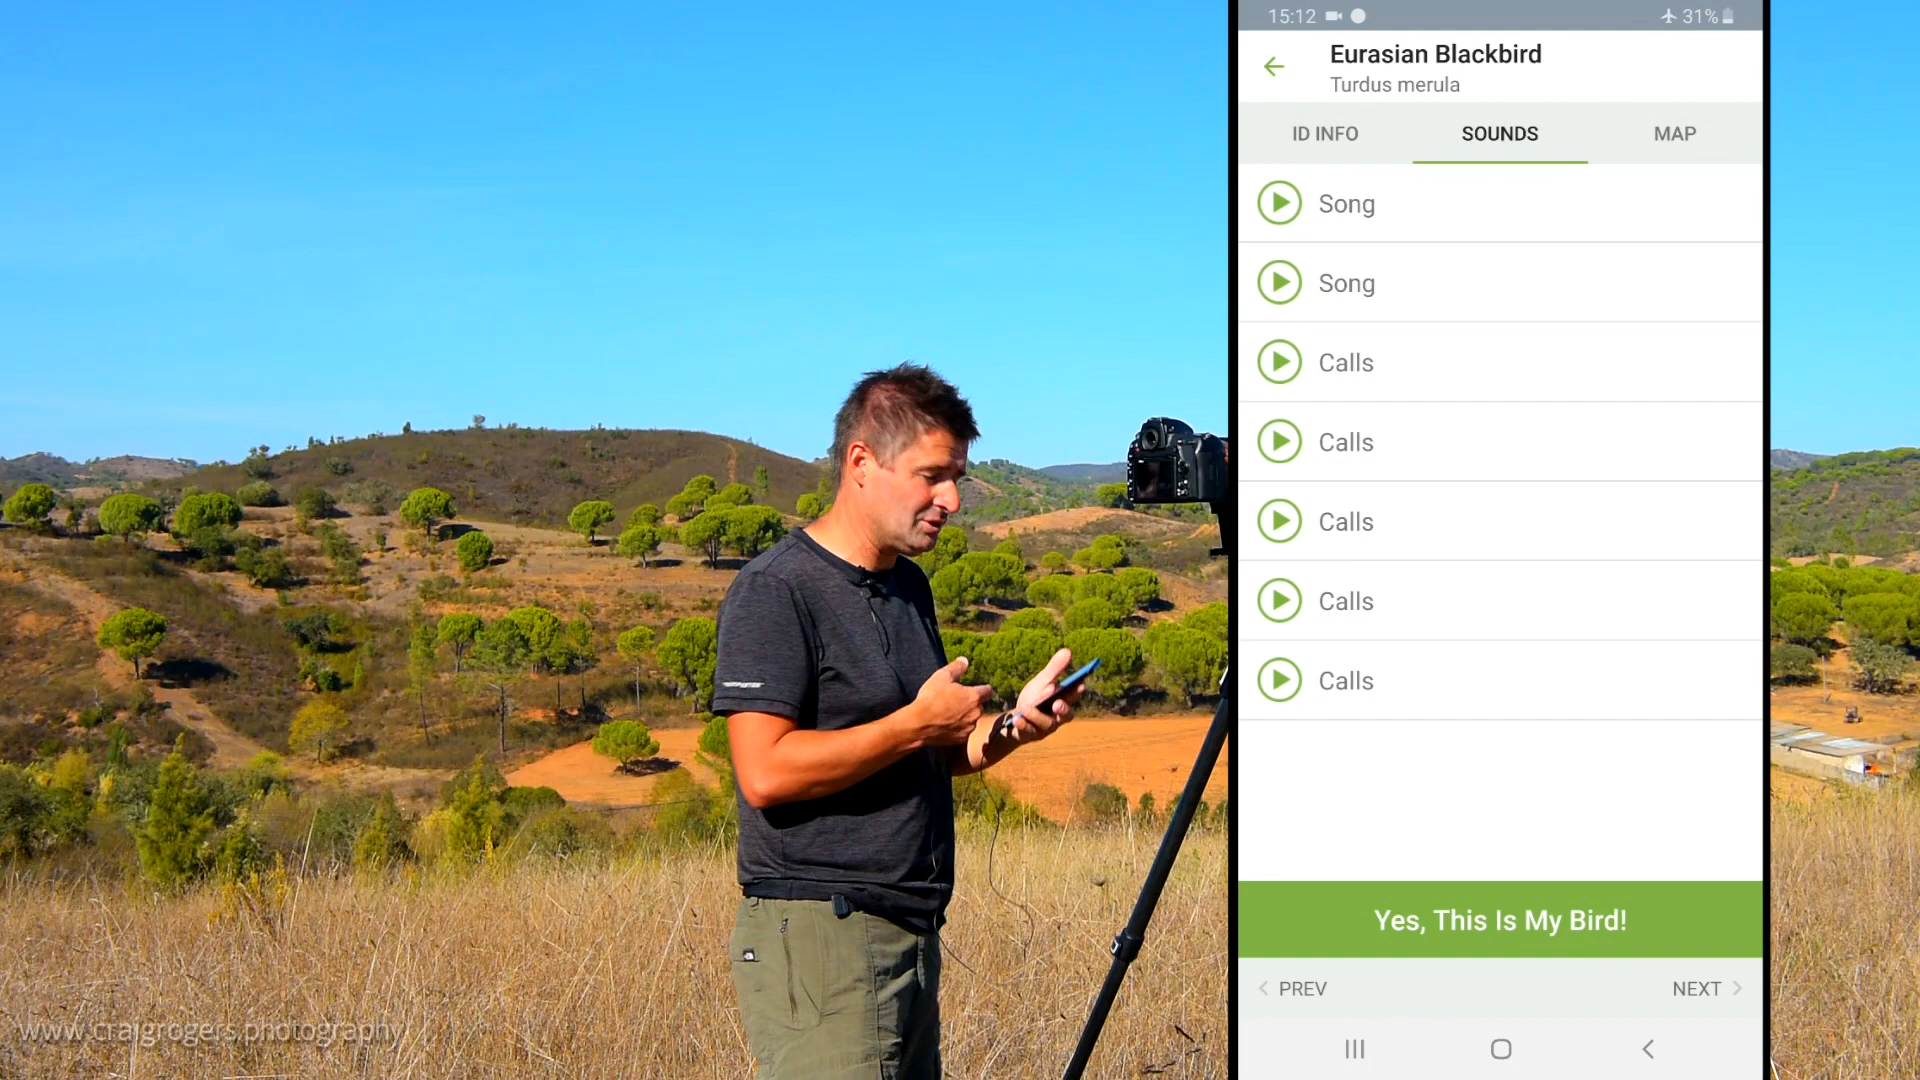 15:12
31%
Eurasian Blackbird
Turdus merula
ID INFO
SOUNDS
MAP
Song
Song
Calls
Calls
Calls
Calls
Calls
Yes, This Is My Bird!
PREV
NEXT
www.craigrogers.photography